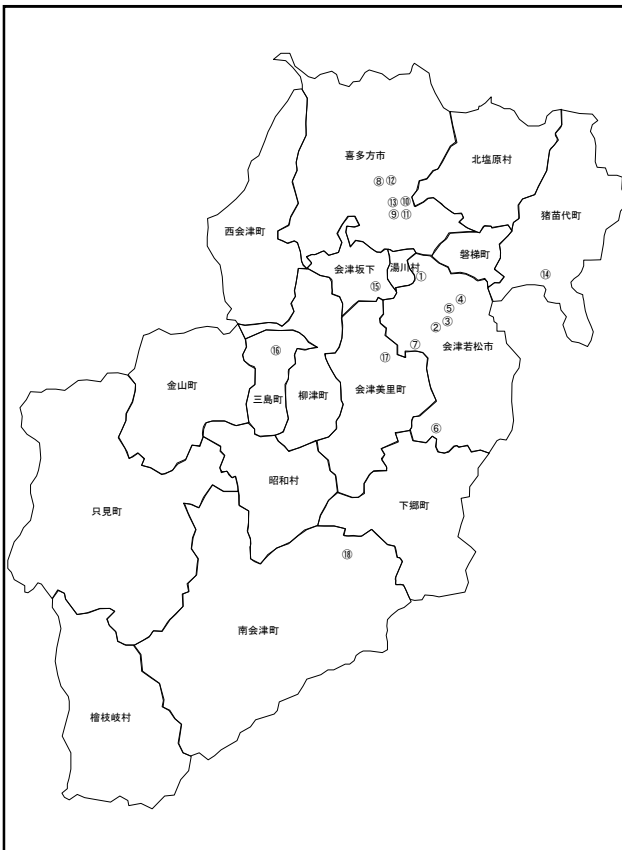 喜多方市
北塩原村
⑧⑫
⑬⑩
⑨⑪
猪苗代町
西会津町
磐梯町
会津坂下
湯川村
①
⑭
⑮
④
⑤
③
②
⑦
会津若松市
⑯
⑰
金山町
三島町
柳津町
会津美里町
⑥
昭和村
只見町
下郷町
⑱
南会津町
檜枝岐村